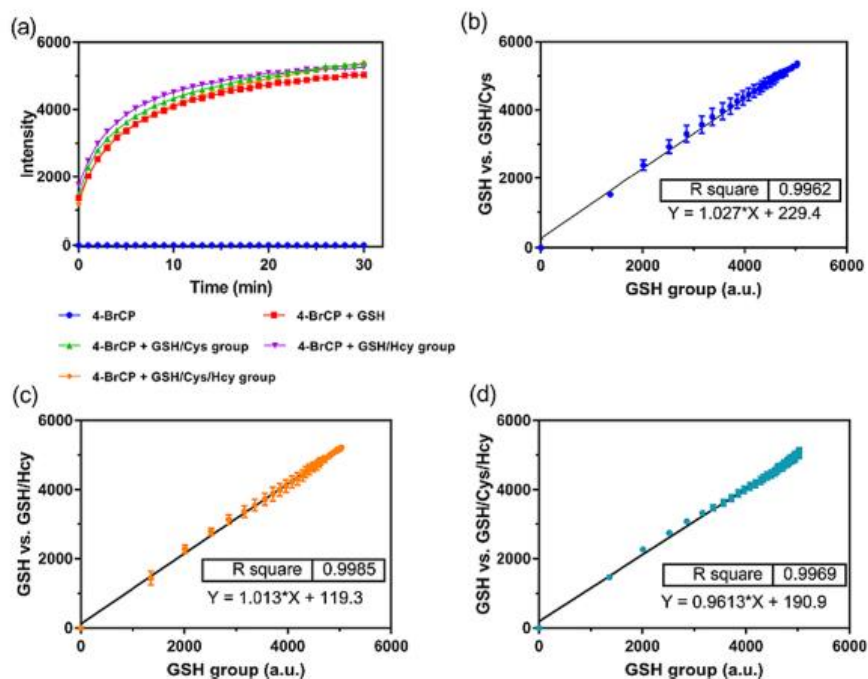 (a)
6000
4000
2000
0
Intensity
0
10
20
30
Time (min)
4-BrCP
4-BrCP + GSH
4-BrCP + GSH/Cys group
4-BrCP + GSH/Hcy group
4-BrCP + GSH/Cys/Hcy group
(b)
6000
4000
2000
0
GSH vs. GSH/Cys
R square 0.9962
Y = 1.027*X + 229.4
0 2000 4000 6000
GSH group (a.u.)
(c)
6000
4000
2000
0
GSH vs. GSH/Hcy
R square 0.9985
Y = 1.013*X + 119.3
0 2000 4000 6000
GSH group (a.u.)
(d)
6000
4000
2000
0
GSH vs. GSH/Cys/Hcy
R square 0.9969
Y = 0.9613*X + 190.9
0 2000 4000 6000
GSH group (a.u.)